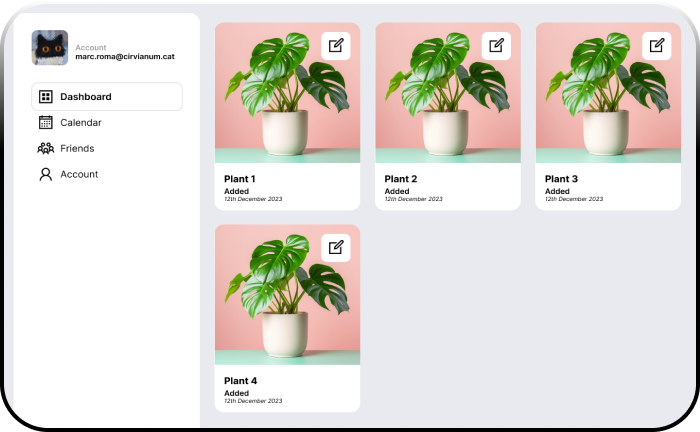 Account
marc.roma@cirvianum.cat
Dashboard
Calendar
Friends
Account
Plant 1
Added
12th December 2023
Plant 2
Added
12th December 2023
Plant 3
Added
12th December 2023
Plant 4
Added
12th December 2023